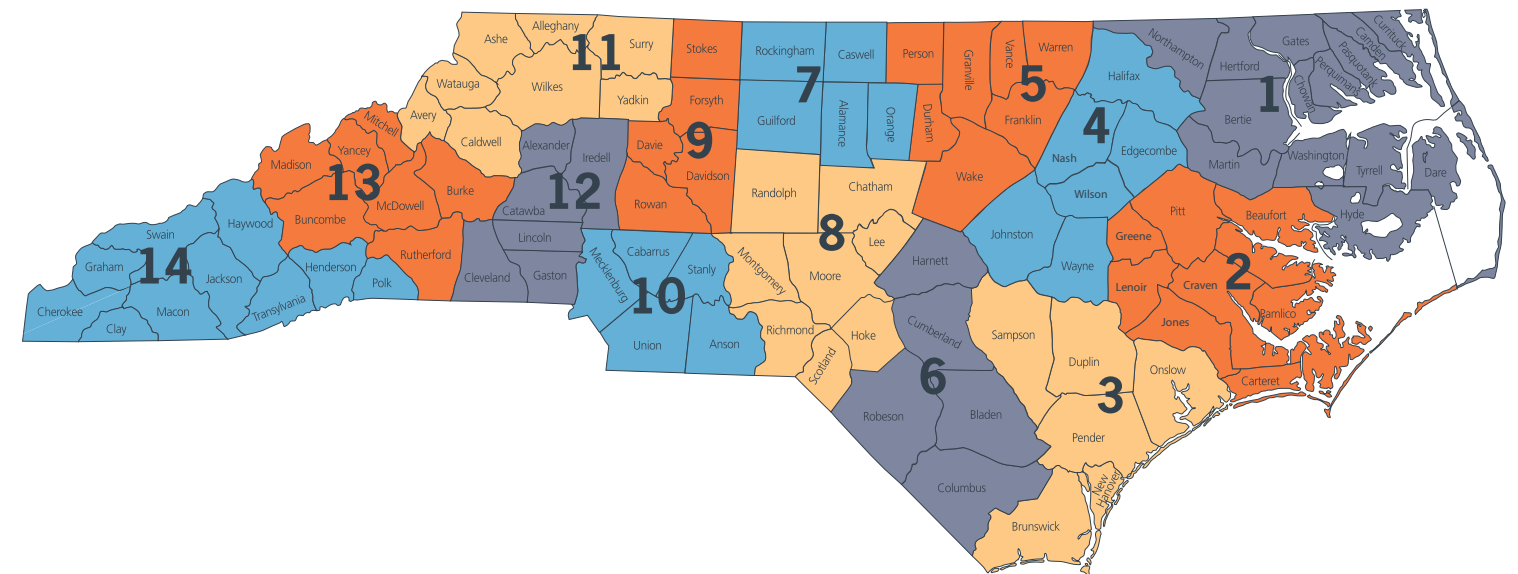 Ashe
Alleghany
Surry
11
Watauga
Wilkes
Yadkin
Avery
Caldwell
Stokes
Forsyth
9
Davie
Davidson
Rowan
Rockingham
Caswell
7
Guilford
Alamance
Orange
Person
Granville
Vance
Warren
5
Durham
Franklin
Wake
Northampton
Hertford
Gates
Currituck
Camden
Pasquotank
Perquimans
Chowan
1
Bertie
Martin
Washington
Tyrrell
Dare
Hyde
Halifax
4
Nash
Edgecombe
Wilson
Johnston
Wayne
Mitchell
Yancey
Madison
13
McDowell
Burke
Buncombe
Rutherford
Alexander
Iredell
12
Catawba
Lincoln
Cleveland
Gaston
Haywood
Swain
Graham
14
Jackson
Henderson
Polk
Cherokee
Macon
Transylvania
Clay
Mecklenburg
Cabarrus
Stanly
10
Union
Anson
Randolph
Chatham
8
Lee
Montgomery
Moore
Richmond
Hoke
Scotland
Harnett
Cumberland
6
Robeson
Bladen
Columbus
Sampson
Duplin
Onslow
3
Pender
New
Hanover
Brunswick
Pitt
Beaufort
Greene
2
Lenoir
Craven
Pamlico
Jones
Carteret